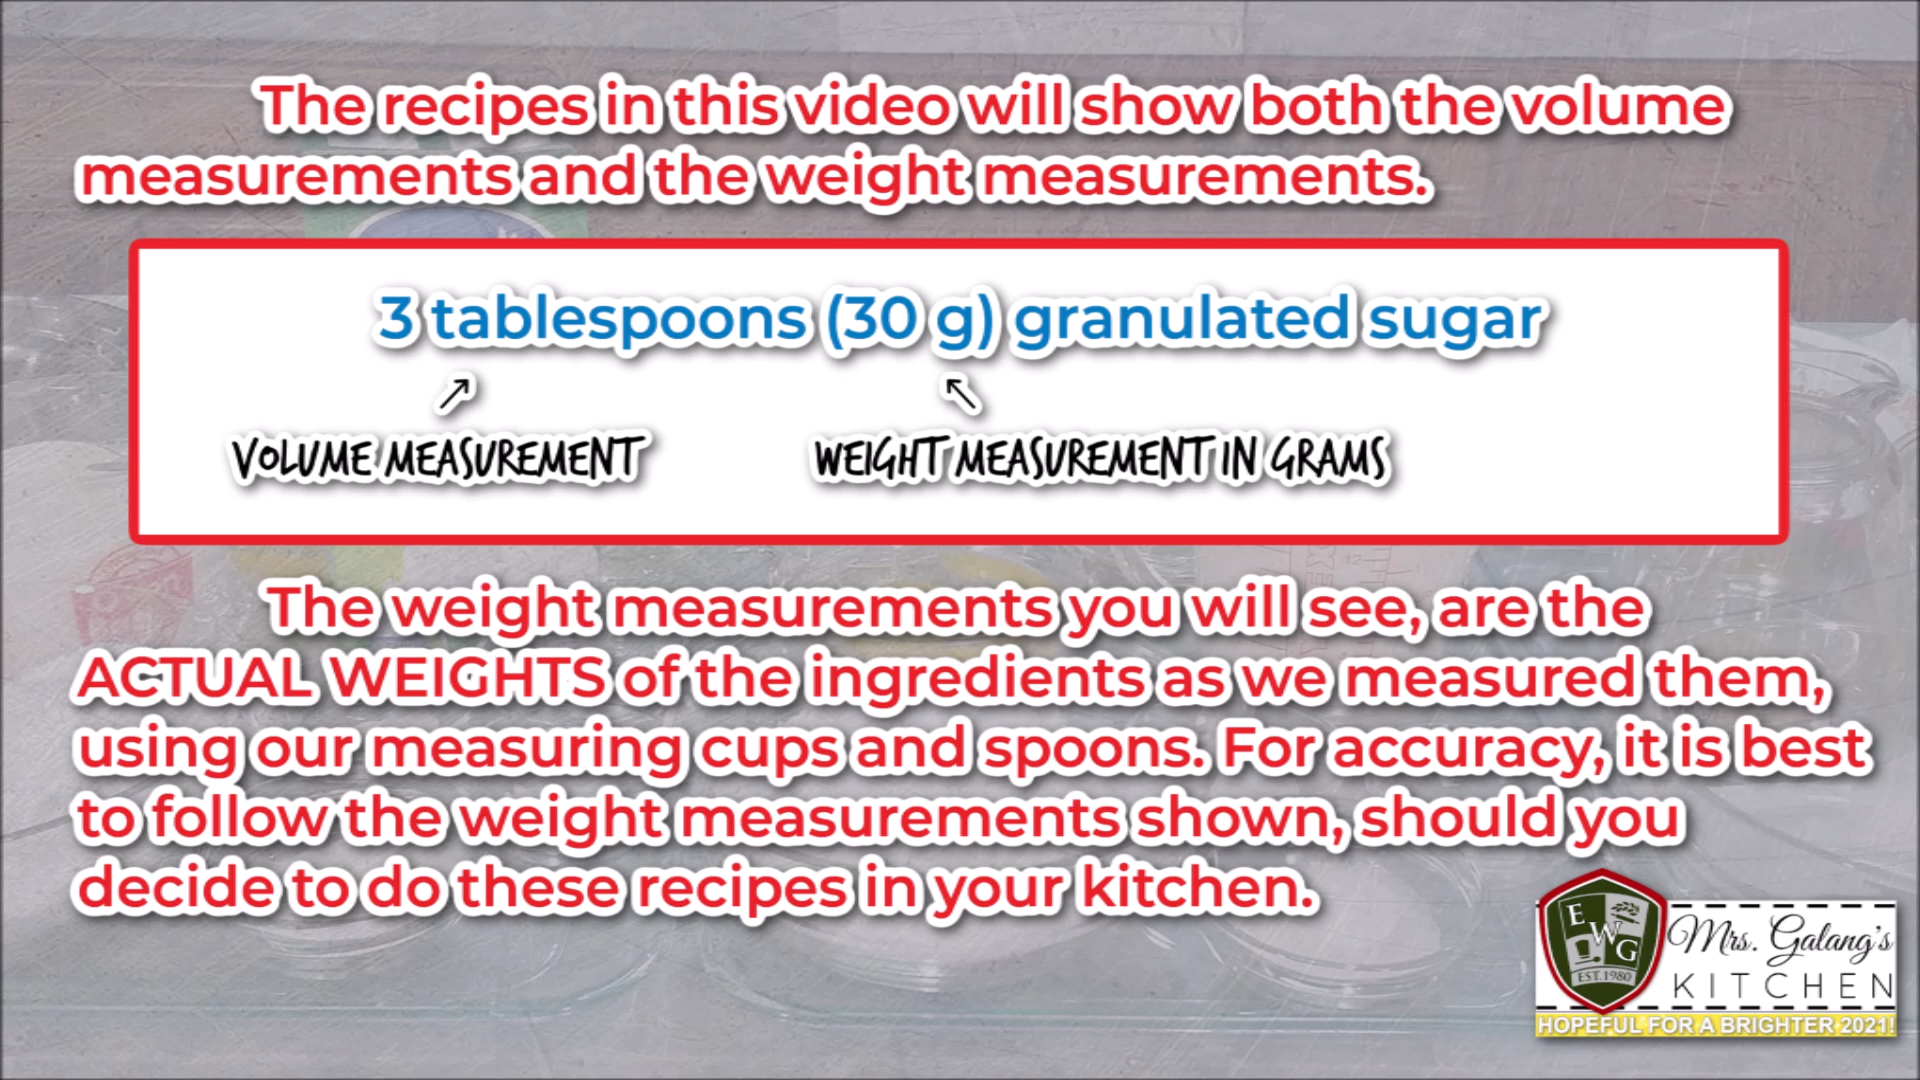 The recipes in this video will show both the volume
measurements and the weight measurements.
3 tablespoons (30 g) granulated sugar
VOLUME MEASUREMENT
WEIGHT MEASUREMENT IN GRAMS
The weight measurements you will see, are the
ACTUAL WEIGHTS of the ingredients as we measured them,
using our measuring cups and spoons. For accuracy, it is best
to follow the weight measurements shown, should you
decide to do these recipes in your kitchen.
EWG
EST. 1980
Mrs. Galang's
KITCHEN
HOPEFUL FOR A BRIGHTER 2021!